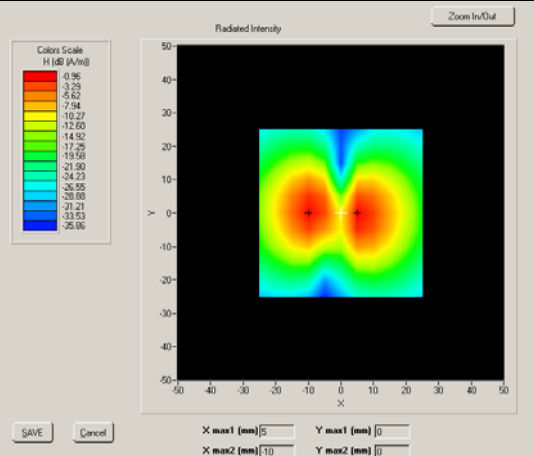 Zoom In/Out
Radiated Intensity
Colors Scale
H (dB (A/m))
-0.96
-3.29
-5.62
-7.94
-10.27
-12.60
-14.92
-17.25
-19.58
-21.90
-24.23
-26.55
-28.88
-31.21
-33.53
-35.86
50-
40-
30-
20-
10-
Y 0-
-10-
-20-
-30-
-40-
-50-
-50 -40 -30 -20 -10 0 10 20 30 40 50
X
SAVE Cancel
X max1 (mm) 5 Y max1 (mm) 0
X max2 (mm) -10 Y max2 (mm) 0